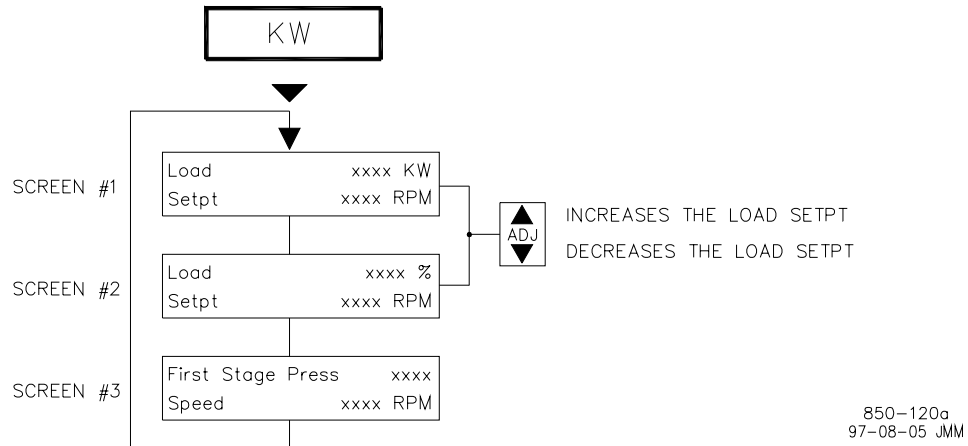 KW
SCREEN #1
Load xxxx KW
Setpt xxxx RPM
ADJ
INCREASES THE LOAD SETPT
DECREASES THE LOAD SETPT
SCREEN #2
Load xxxx %
Setpt xxxx RPM
SCREEN #3
First Stage Press xxxx
Speed xxxx RPM
850-120a
97-08-05 JMM